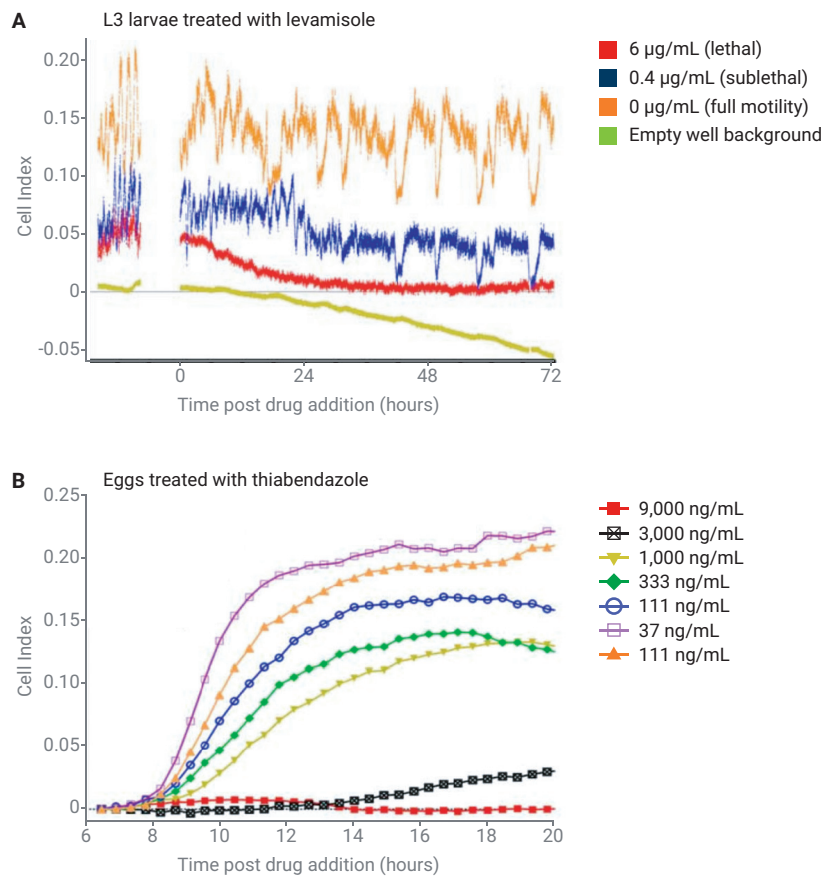 A L3 larvae treated with levamisole
0.20
0.15
0.10
0.05
0
-0.05
Cell Index
0 24 48 72
Time post drug addition (hours)
6 μg/mL (lethal)
0.4 μg/mL (sublethal)
0 μg/mL (full motility)
Empty well background
B Eggs treated with thiabendazole
0.25
0.20
0.15
0.10
0.05
0
Cell Index
6 8 10 12 14 16 18 20
Time post drug addition (hours)
9,000 ng/mL
3,000 ng/mL
1,000 ng/mL
333 ng/mL
111 ng/mL
37 ng/mL
111 ng/mL